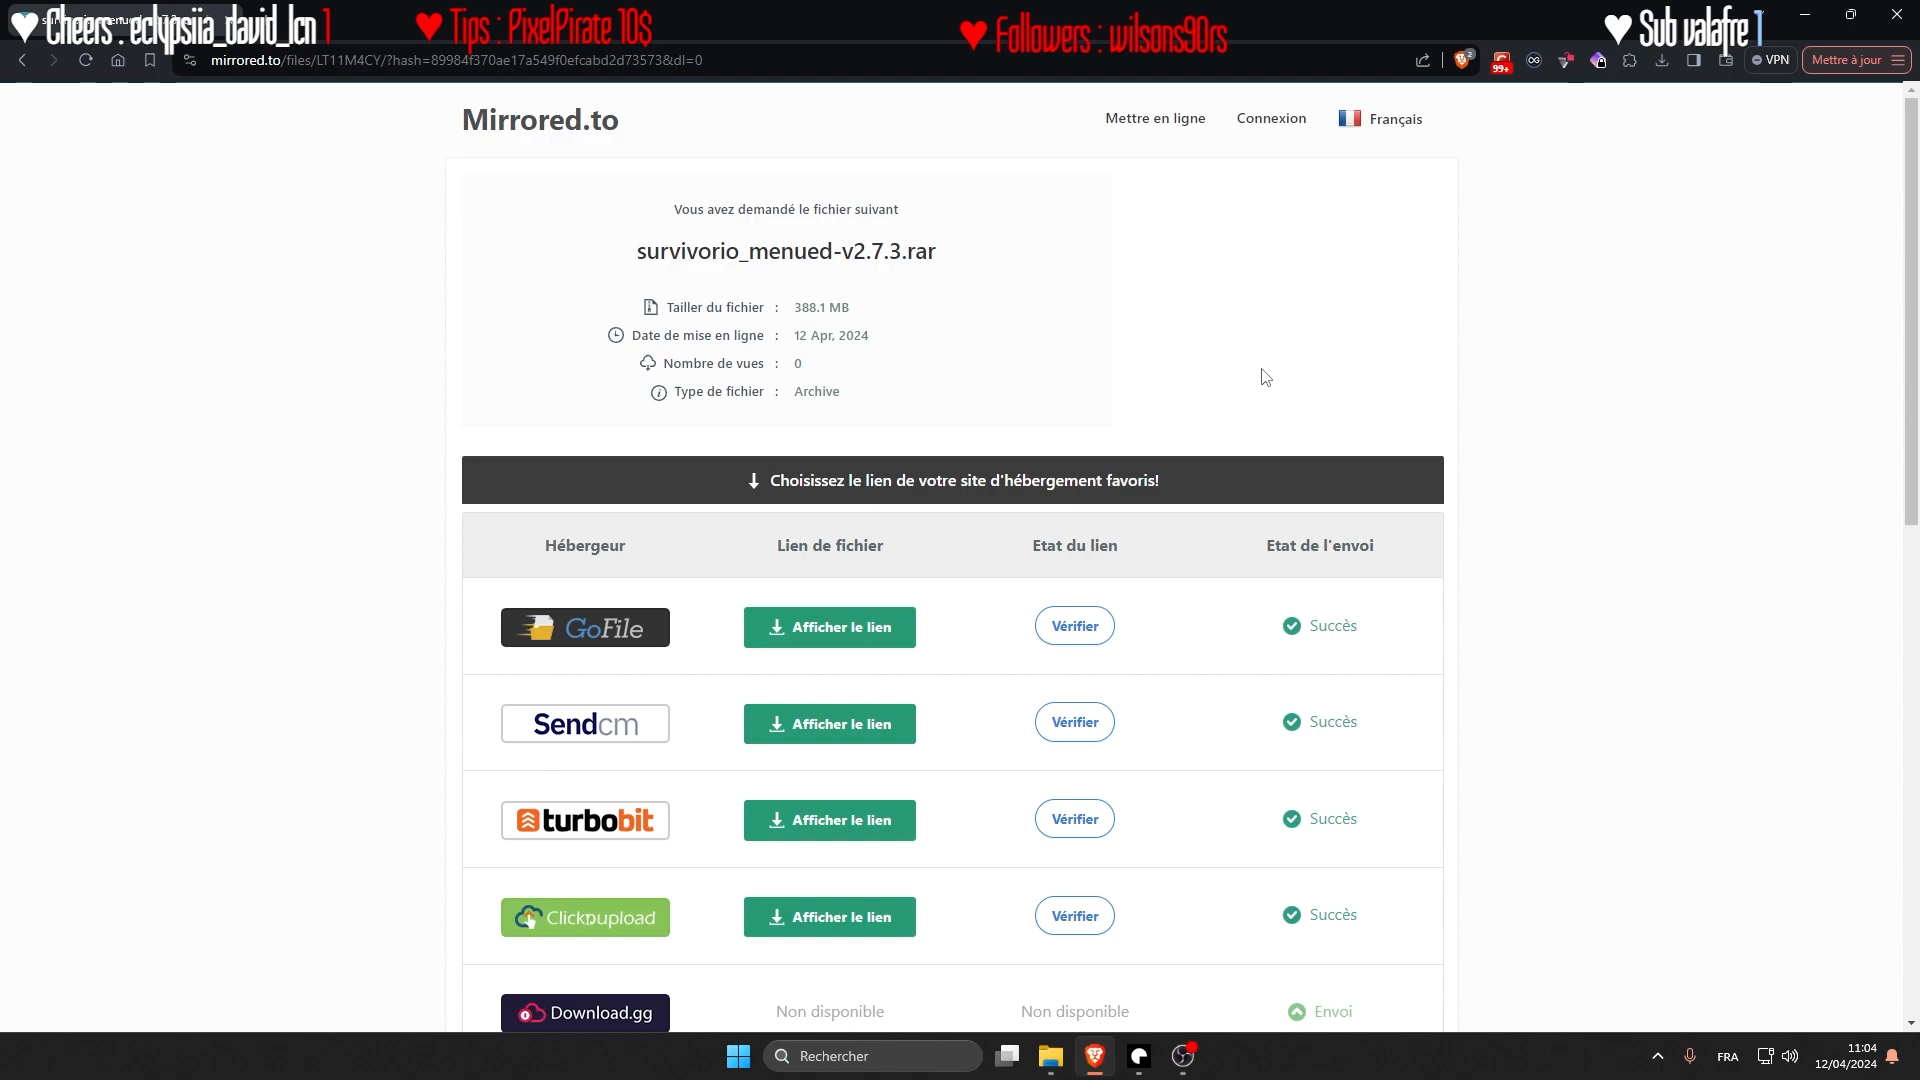 Cheers : eclypsiia_david_lcn 1
Tips : PixelPirate 10$
Followers : wilsons90rs
Sub valafre 1
mirrored.to/files/LT11M4CY/?hash=89984f370ae17a549f0efcabd2d73573&dl=0
2
99+
VPN
Mettre à jour
Mirrored.to
Mettre en ligne
Connexion
Français
Vous avez demandé le fichier suivant
survivorio_menued-v2.7.3.rar
Tailler du fichier : 388.1 MB
Date de mise en ligne : 12 Apr, 2024
Nombre de vues : 0
Type de fichier : Archive
Choisissez le lien de votre site d'hébergement favoris!
Hébergeur Lien de fichier Etat du lien Etat de l'envoi
GoFile Afficher le lien Vérifier Succès
Sendcm Afficher le lien Vérifier Succès
turbobit Afficher le lien Vérifier Succès
Clicknupload Afficher le lien Vérifier Succès
Download.gg Non disponible Non disponible Envoi
Rechercher
FRA
11:04
12/04/2024